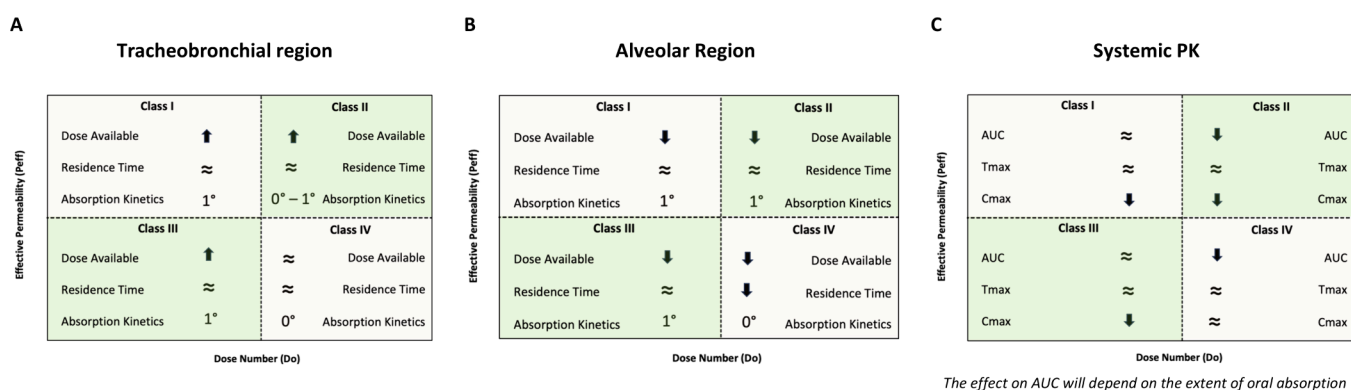 A
Tracheobronchial region
Effective Permeability (Peff)
Class I
Class II
Dose Available ⬆ ⬆ Dose Available
Residence Time ≈ ≈ Residence Time
Absorption Kinetics 1° 0° – 1° Absorption Kinetics
Class III
Class IV
Dose Available ⬆ ≈ Dose Available
Residence Time ≈ ≈ Residence Time
Absorption Kinetics 1° 0° Absorption Kinetics
Dose Number (Do)
B
Alveolar Region
Effective Permeability (Peff)
Class I
Class II
Dose Available ⬇ ⬇ Dose Available
Residence Time ≈ ≈ Residence Time
Absorption Kinetics 1° 1° Absorption Kinetics
Class III
Class IV
Dose Available ⬇ ⬇ Dose Available
Residence Time ≈ ⬇ Residence Time
Absorption Kinetics 1° 0° Absorption Kinetics
Dose Number (Do)
C
Systemic PK
Effective Permeability (Peff)
Class I
Class II
AUC ≈ ⬇ AUC
Tmax ≈ ≈ Tmax
Cmax ⬇ ⬇ Cmax
Class III
Class IV
AUC ≈ ⬇ AUC
Tmax ≈ ≈ Tmax
Cmax ⬇ ≈ Cmax
Dose Number (Do)
The effect on AUC will depend on the extent of oral absorption